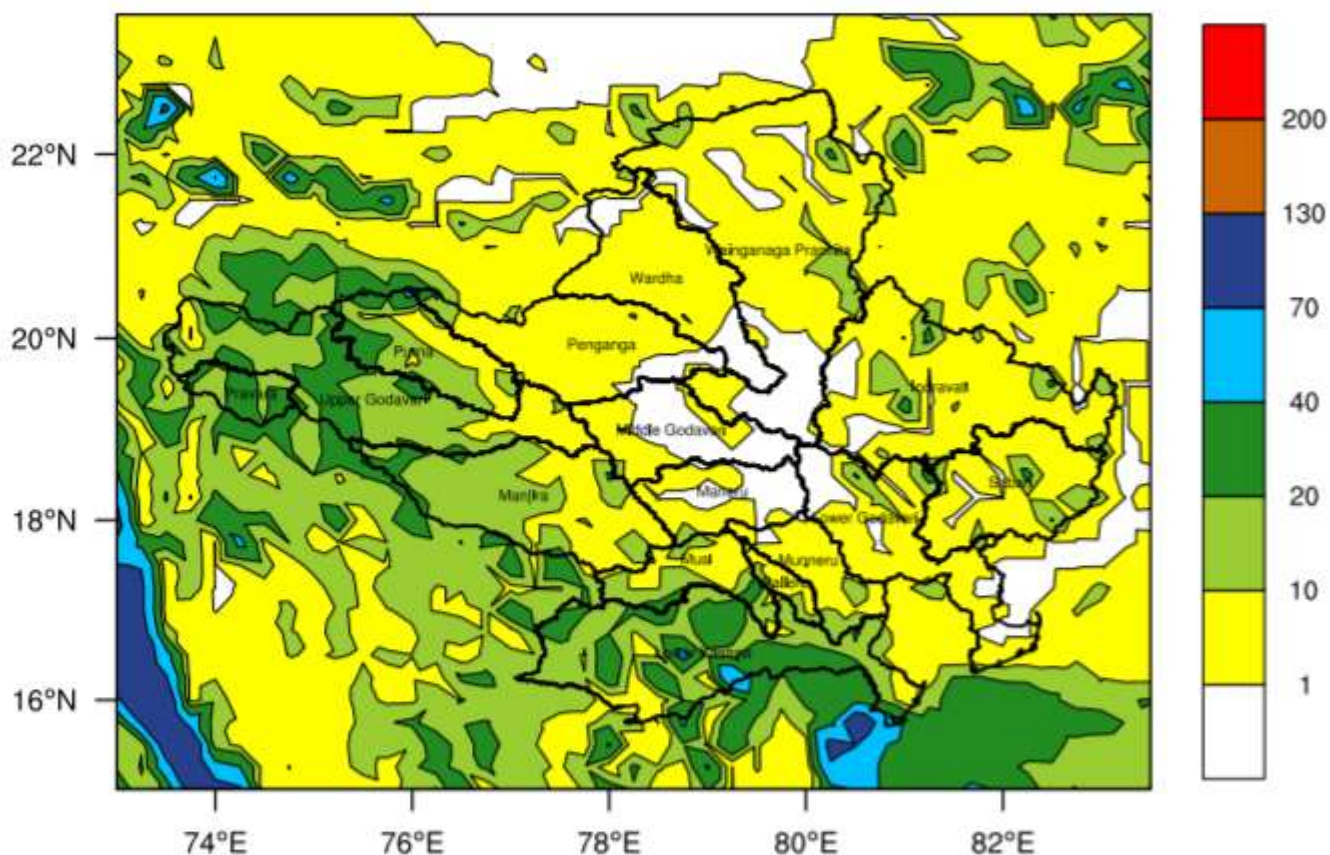 200
22°N
130
Wainganaga Pranhita
Wardha
70
20°N
Penganga
Purna
40
Pravara
Upper Godavari
Indravati
Middle Godavari
20
Manjira
Maneru
Sabari
18°N
Lower Godavari
Musi
Munneru
10
1
16°N
74°E
76°E
78°E
80°E
82°E